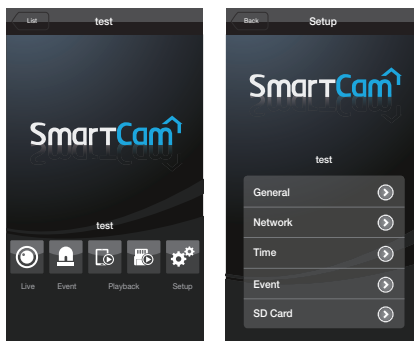 List
test
SmartCam
test
Live
Event
Playback
Setup
Back
Setup
SmartCam
test
General
Network
Time
Event
SD Card